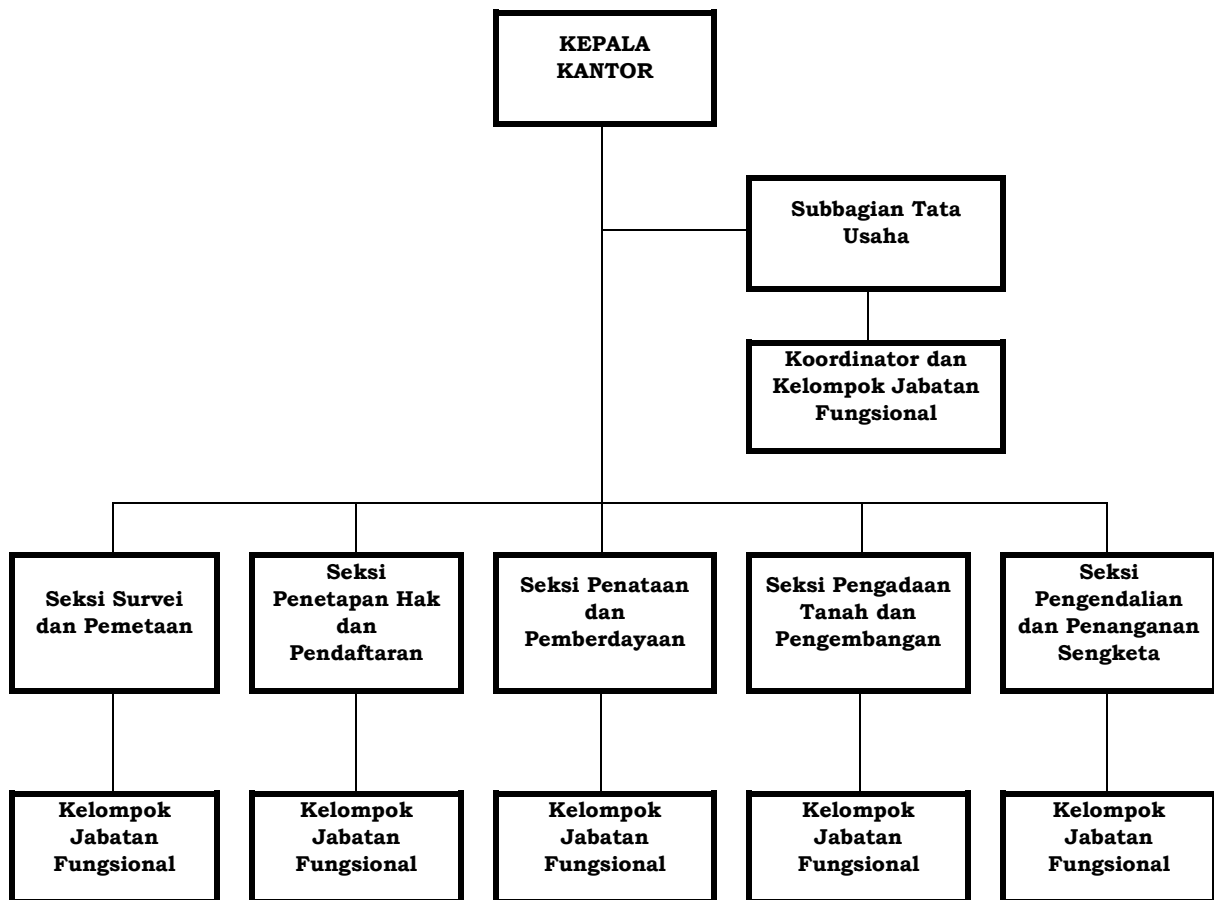 KEPALA
KANTOR
Subbagian Tata
Usaha
Koordinator dan
Kelompok Jabatan
Fungsional
Seksi Survei
dan Pemetaan
Seksi
Penetapan Hak
dan
Pendaftaran
Seksi Penataan
dan
Pemberdayaan
Seksi Pengadaan
Tanah dan
Pengembangan
Seksi
Pengendalian
dan Penanganan
Sengketa
Kelompok
Jabatan
Fungsional
Kelompok
Jabatan
Fungsional
Kelompok
Jabatan
Fungsional
Kelompok
Jabatan
Fungsional
Kelompok
Jabatan
Fungsional